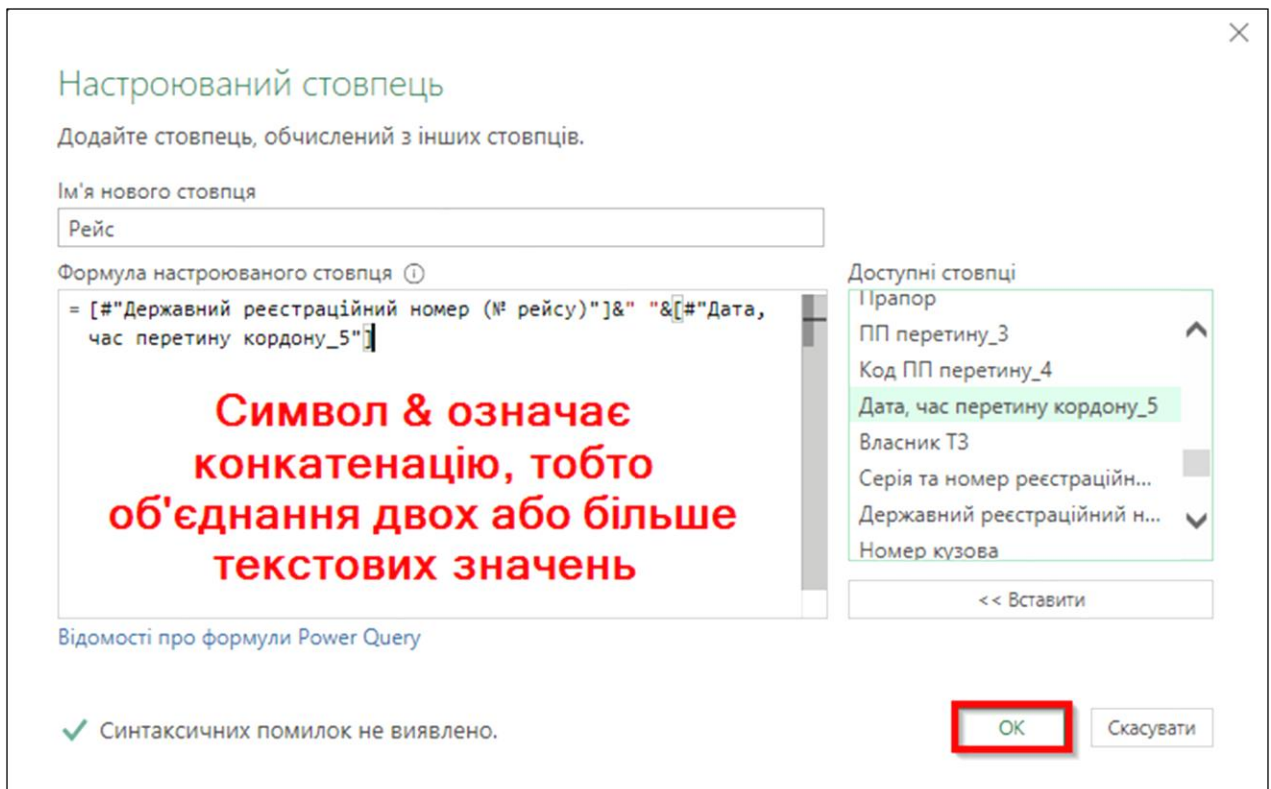 Настроюваний стовпець
Додайте стовпець, обчислений з інших стовпців.
Ім'я нового стовпця
Рейс
Формула настроюваного стовпця
= [#"Державний реєстраційний номер (№ рейсу)"]&" "&[#"Дата,
час перетину кордону_5"]
Символ & означає
конкатенацію, тобто
об'єднання двох або більше
текстових значень
Доступні стовпці
Прапор
ПП перетину_3
Код ПП перетину_4
Дата, час перетину кордону_5
Власник ТЗ
Серія та номер реєстраційн...
Державний реєстраційний н...
Номер кузова
<< Вставити
Відомості про формули Power Query
Синтаксичних помилок не виявлено.
ОК
Скасувати